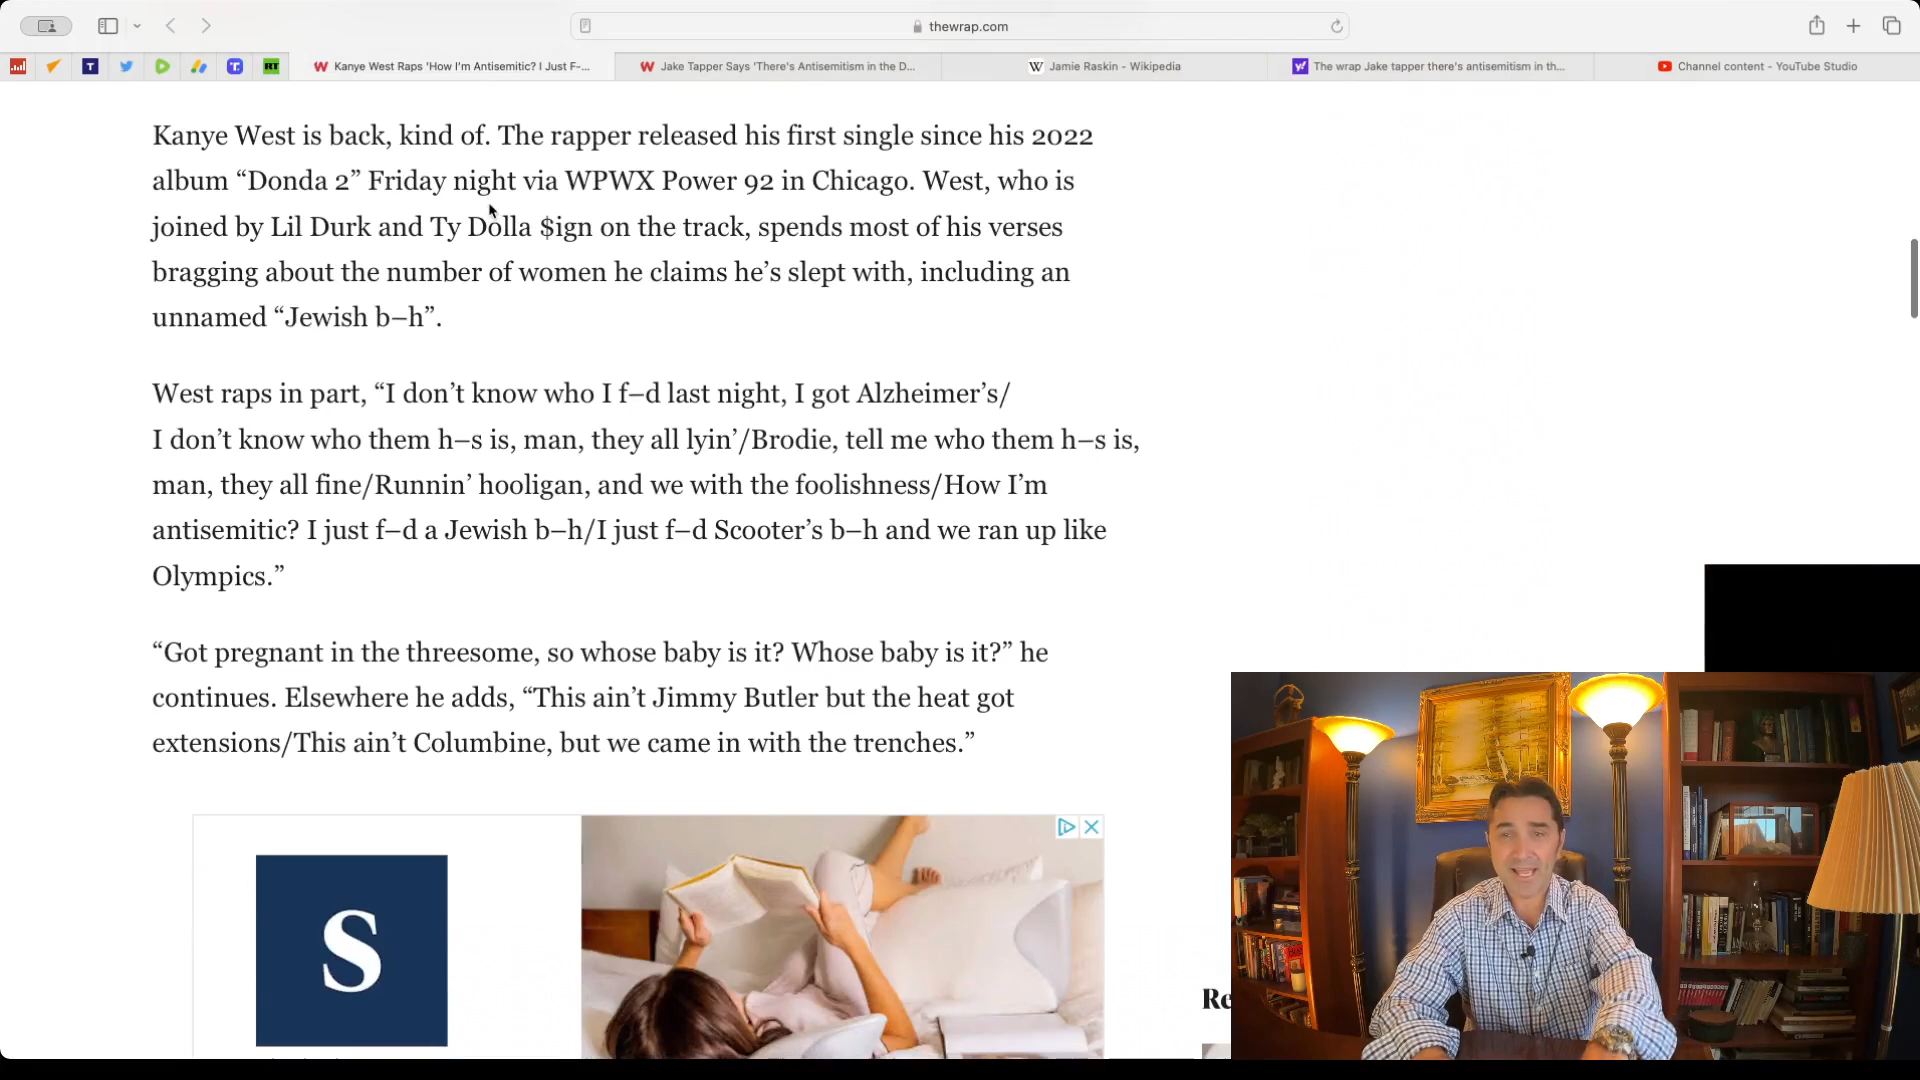 thewrap.com
Kanye West Raps 'How I'm Antisemitic? I Just F-...
Jake Tapper Says 'There's Antisemitism in the D...
Jamie Raskin - Wikipedia
The wrap Jake tapper there's antisemitism in th...
Channel content - YouTube Studio
T
T
RT
Kanye West is back, kind of. The rapper released his first single since his 2022
album “Donda 2” Friday night via WPWX Power 92 in Chicago. West, who is
joined by Lil Durk and Ty Dolla $ign on the track, spends most of his verses
bragging about the number of women he claims he’s slept with, including an
unnamed “Jewish b–h”.
West raps in part, “I don’t know who I f–d last night, I got Alzheimer’s/
I don’t know who them h–s is, man, they all lyin’/Brodie, tell me who them h–s is,
man, they all fine/Runnin’ hooligan, and we with the foolishness/How I’m
antisemitic? I just f–d a Jewish b–h/I just f–d Scooter’s b–h and we ran up like
Olympics.”
“Got pregnant in the threesome, so whose baby is it? Whose baby is it?” he
continues. Elsewhere he adds, “This ain’t Jimmy Butler but the heat got
extensions/This ain’t Columbine, but we came in with the trenches.”
S
Re